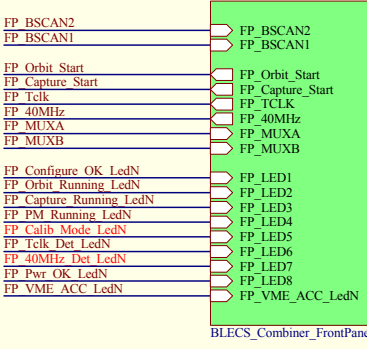 FP_BSCAN2
FP_BSCAN1
FP_Orbit_Start
FP_Capture_Start
FP_Tclk
FP_40MHz
FP_MUXA
FP_MUXB
FP_Configure_OK_LedN
FP_Orbit_Running_LedN
FP_Capture_Running_LedN
FP_PM_Running_LedN
FP_Calib_Mode_LedN
FP_Tclk_Det_LedN
FP_40MHz_Det_LedN
FP_Pwr_OK_LedN
FP_VME_ACC_LedN
FP_BSCAN2
FP_BSCAN1
FP_Orbit_Start
FP_Capture_Start
FP_TCLK
FP_40MHz
FP_MUXA
FP_MUXB
FP_LED1
FP_LED2
FP_LED3
FP_LED4
FP_LED5
FP_LED6
FP_LED7
FP_LED8
FP_VME_ACC_LedN
BLECS_Combiner_FrontPane